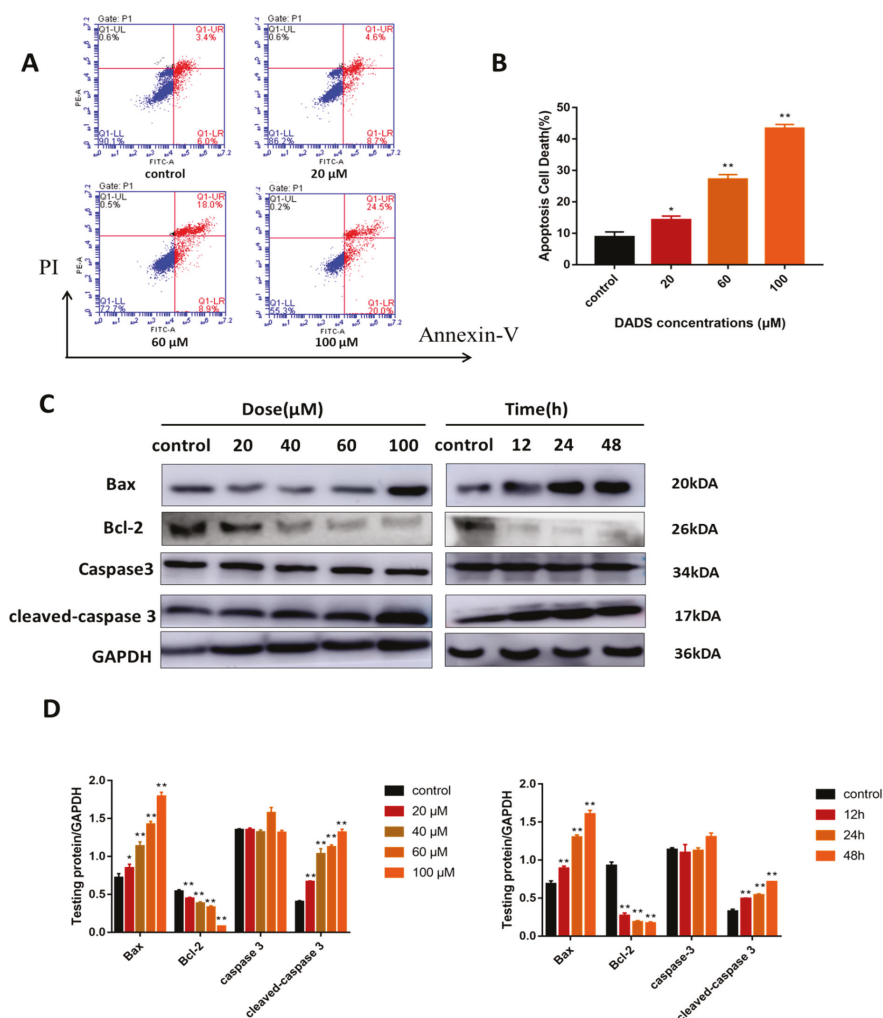 A
Gate: P1
Q1-UL
0.6%
Q1-UR
3.4%
PE-A
Q1-LL
90.1%
Q1-LR
6.0%
FITC-A
control
Gate: P1
Q1-UL
0.6%
Q1-UR
4.6%
PE-A
Q1-LL
86.2%
Q1-LR
8.7%
FITC-A
20 μM
Gate: P1
Q1-UL
0.5%
Q1-UR
18.0%
PE-A
Q1-LL
72.7%
Q1-LR
8.9%
FITC-A
60 μM
Gate: P1
Q1-UL
0.2%
Q1-UR
24.5%
PE-A
Q1-LL
55.3%
Q1-LR
20.0%
FITC-A
100 μM
PI
Annexin-V
B
Apoptosis Cell Death(%)
50
40
30
20
10
0
*
**
**
control
20
60
100
DADS concentrations (μM)
C
Dose(μM)
control 20 40 60 100
Time(h)
control 12 24 48
Bax
20kDA
Bcl-2
26kDA
Caspase3
34kDA
cleaved-caspase 3
17kDA
GAPDH
36kDA
D
Testing protein/GAPDH
2.0
1.5
1.0
0.5
0.0
* ** ** **
** ** ** **
** ** ** **
Bax
Bcl-2
caspase 3
cleaved-caspase 3
control
20 μM
40 μM
60 μM
100 μM
Testing protein/GAPDH
2.0
1.5
1.0
0.5
0.0
** ** **
** ** **
** ** **
Bax
Bcl-2
caspase-3
cleaved-caspase 3
control
12h
24h
48h